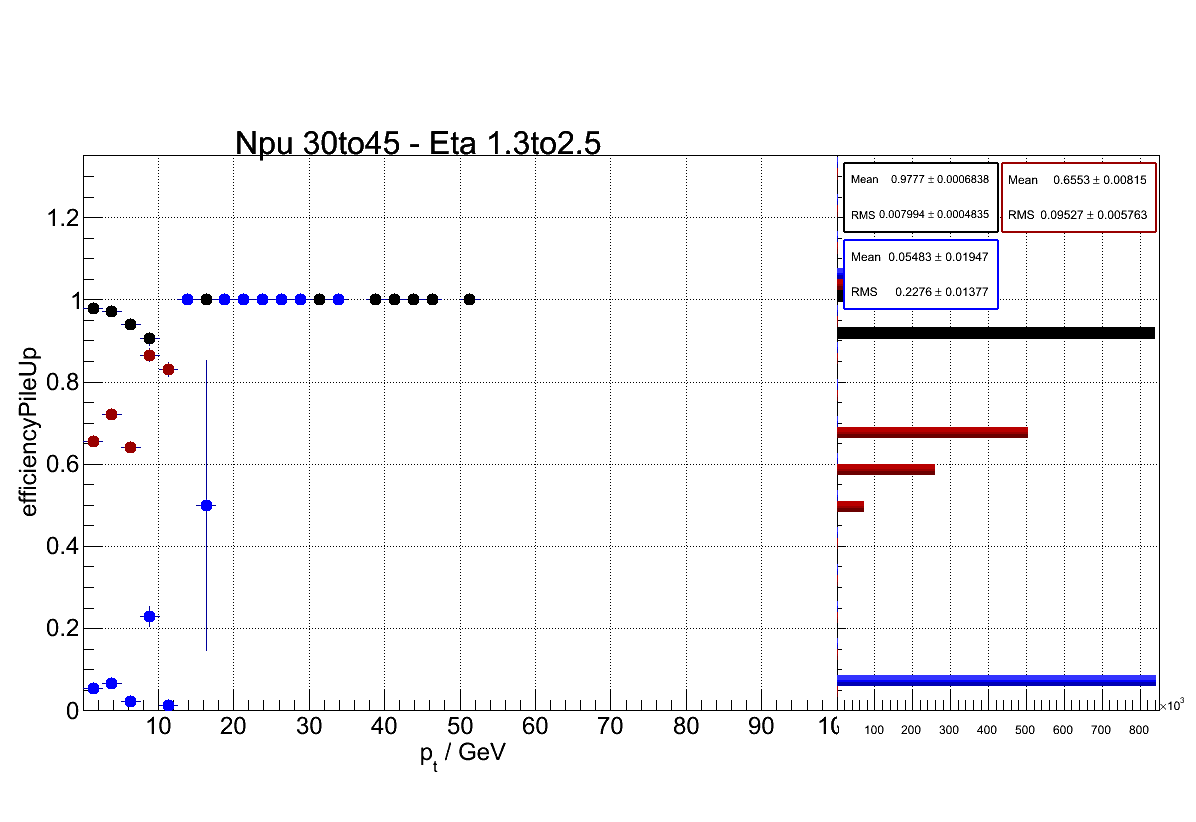 Npu 30to45 - Eta 1.3to2.5
efficiencyPileUp
1.2
1
0.8
0.6
0.4
0.2
0
10 20 30 40 50 60 70 80 90 10
p_t / GeV
Mean 0.9777 ± 0.0006838
RMS 0.007994 ± 0.0004835
Mean 0.6553 ± 0.00815
RMS 0.09527 ± 0.005763
Mean 0.05483 ± 0.01947
RMS 0.2276 ± 0.01377
100 200 300 400 500 600 700 800
×10³